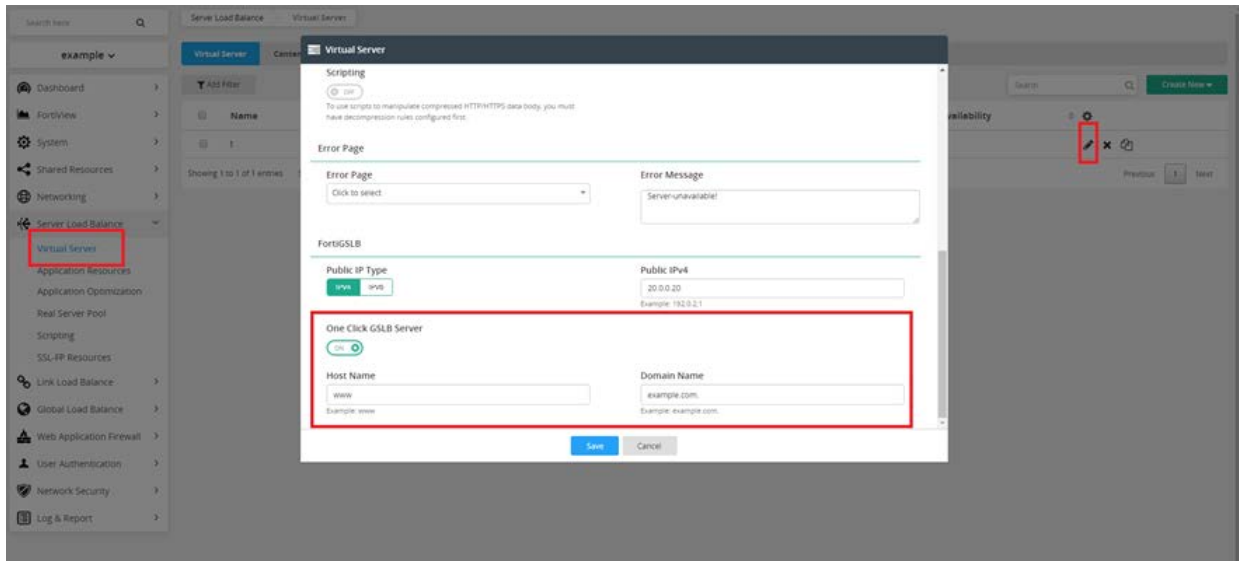 Search here
Server Load Balance
Virtual Server
example
Virtual Server
Conten
Virtual Server
Dashboard
FortiView
System
Shared Resources
Networking
Server Load Balance
Virtual Server
Application Resources
Application Optimization
Real Server Pool
Scripting
SSL-FP Resources
Link Load Balance
Global Load Balance
Web Application Firewall
User Authentication
Network Security
Log & Report
Add Filter
Search
Create New
Name
vailability
1
Showing 1 to 1 of 1 entries
Previous
1
Next
Scripting
OFF
To use scripts to manipulate compressed HTTP/HTTPS data body, you must
have decompression rules configured first.
Error Page
Error Page
Error Message
Click to select
Server-unavailable!
FortiGSLB
Public IP Type
Public IPv4
IPv4
IPv6
20.0.0.20
Example: 192.0.2.1
One Click GSLB Server
ON
Host Name
Domain Name
www
example.com.
Example: www
Example: example.com.
Save
Cancel